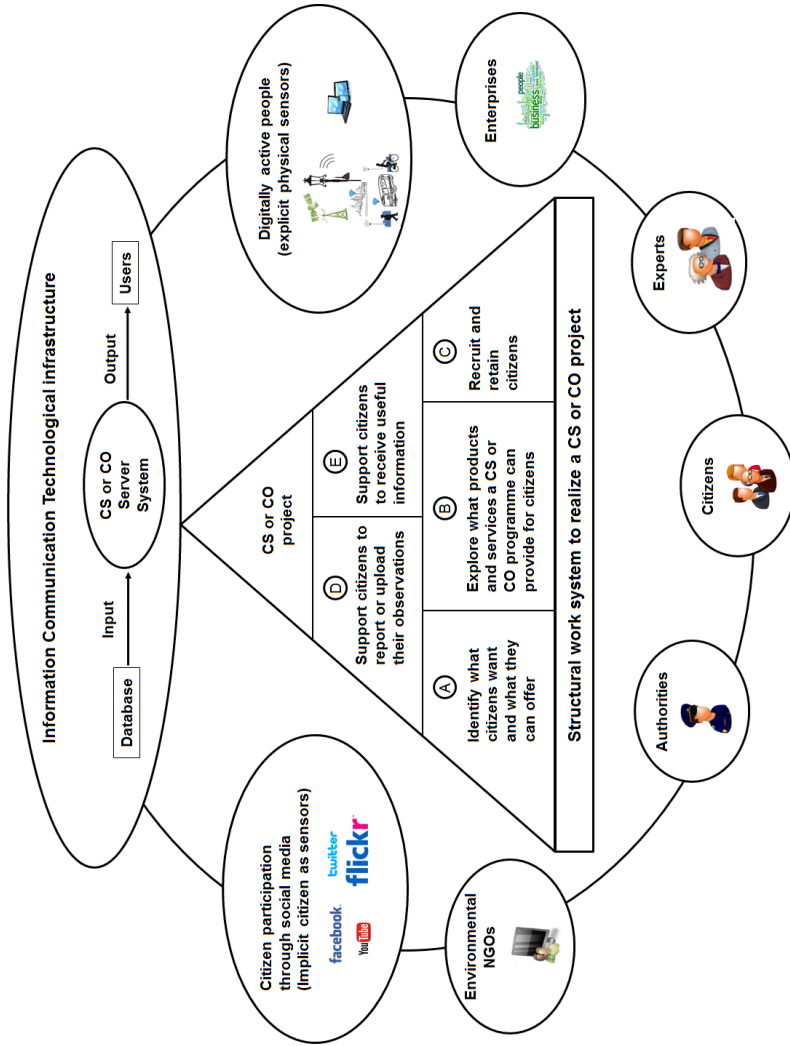 Information Communication Technological infrastructure
Database
Input
CS or CO
Server
System
Output
Users
Citizen participation
through social media
(Implicit citizen as sensors)
facebook
twitter
YouTube
flickr
Digitally active people
(explicit physical sensors)
CS or CO
project
D
Support citizens to
report or upload
their observations
E
Support citizens
to receive useful
information
A
Identify what
citizens want
and what they
can offer
B
Explore what products
and services a CS or
CO programme can
provide for citizens
C
Recruit and
retain
citizens
Structural work system to realize a CS or CO project
Environmental
NGOs
Authorities
Citizens
Experts
Enterprises
people
business